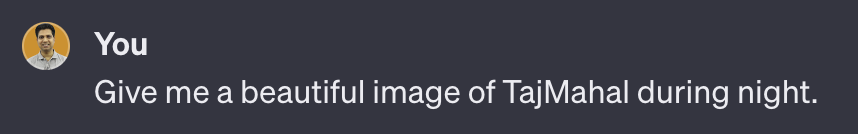 You
Give me a beautiful image of TajMahal during night.